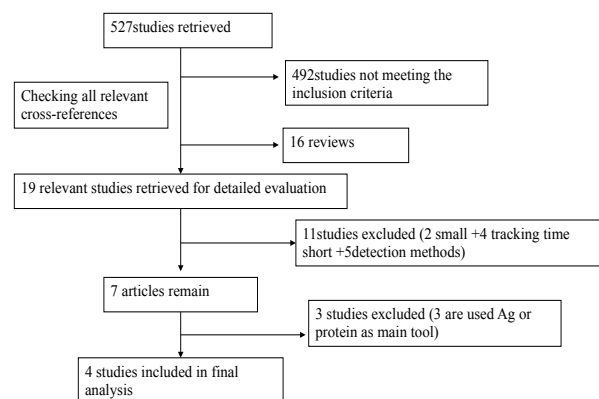 527studies retrieved
492studies not meeting the
inclusion criteria
Checking all relevant
cross-references
16 reviews
19 relevant studies retrieved for detailed evaluation
11studies excluded (2 small +4 tracking time
short +5detection methods)
7 articles remain
3 studies excluded (3 are used Ag or
protein as main tool)
4 studies included in final
analysis